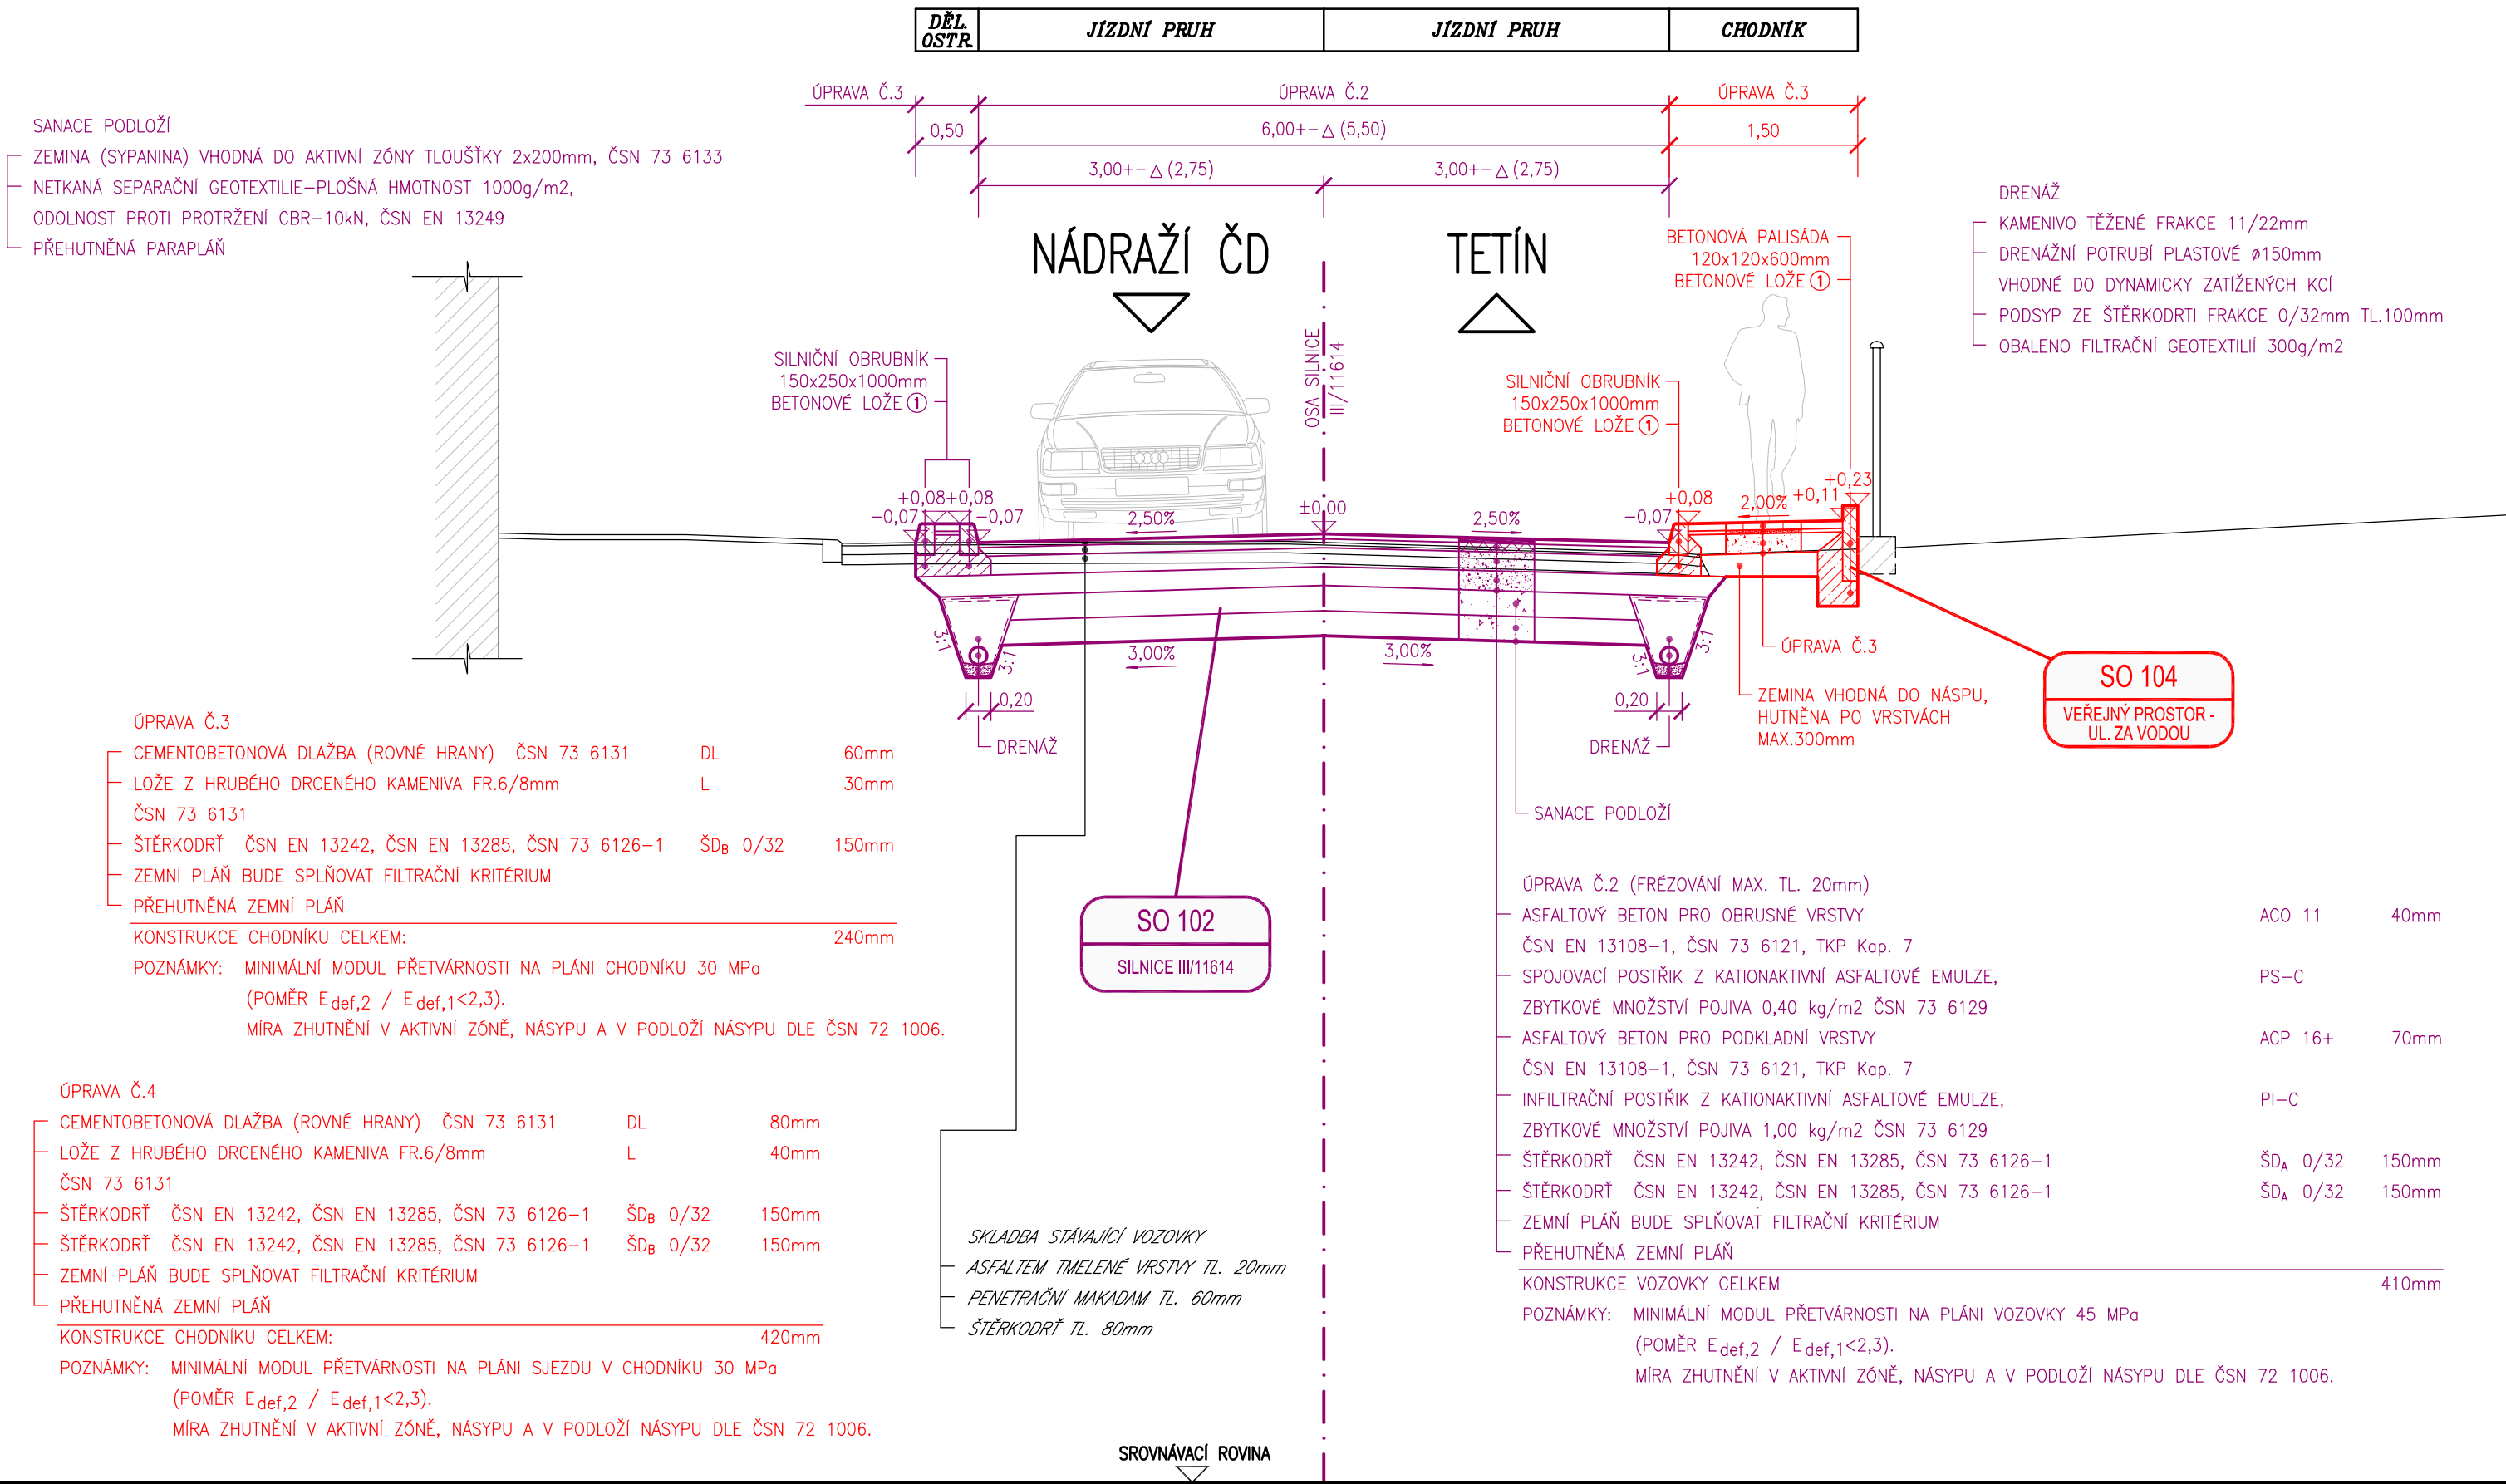 DĚL. OSTR.
JÍZDNÍ PRUH
JÍZDNÍ PRUH
CHODNÍK
ÚPRAVA Č.3
ÚPRAVA Č.2
ÚPRAVA Č.3
0,50
6,00+-△ (5,50)
1,50
3,00+-△ (2,75)
3,00+-△ (2,75)
SANACE PODLOŽÍ
ZEMINA (SYPANINA) VHODNÁ DO AKTIVNÍ ZÓNY TLOUŠŤKY 2x200mm, ČSN 73 6133
NETKANÁ SEPARAČNÍ GEOTEXTILIE-PLOŠNÁ HMOTNOST 1000g/m2,
ODOLNOST PROTI PROTRŽENÍ CBR-10kN, ČSN EN 13249
PŘEHUTNĚNÁ PARAPLÁŇ
NÁDRAŽÍ ČD
TETÍN
BETONOVÁ PALISÁDA
120x120x600mm
BETONOVÉ LOŽE 1
DRENÁŽ
KAMENIVO TĚŽENÉ FRAKCE 11/22mm
DRENÁŽNÍ POTRUBÍ PLASTOVÉ ø150mm
VHODNÉ DO DYNAMICKY ZATÍŽENÝCH KCÍ
PODSYP ZE ŠTĚRKODRTI FRAKCE 0/32mm TL.100mm
OBALENO FILTRAČNÍ GEOTEXTILIÍ 300g/m2
OSA SILNICE
III/11614
SILNIČNÍ OBRUBNÍK
150x250x1000mm
BETONOVÉ LOŽE 1
SILNIČNÍ OBRUBNÍK
150x250x1000mm
BETONOVÉ LOŽE 1
+0,08 +0,08
-0,07
-0,07
2,50%
±0,00
2,50%
-0,07
+0,08
2,00%
+0,11
+0,23
3:1
3:1
3,00%
3,00%
3:1
3:1
0,20
0,20
DRENÁŽ
DRENÁŽ
ÚPRAVA Č.3
ZEMINA VHODNÁ DO NÁSPU,
HUTNĚNA PO VRSTVÁCH
MAX.300mm
SO 104
VEŘEJNÝ PROSTOR -
UL. ZA VODOU
SANACE PODLOŽÍ
SO 102
SILNICE III/11614
ÚPRAVA Č.3
CEMENTOBETONOVÁ DLAŽBA (ROVNÉ HRANY) ČSN 73 6131 DL 60mm
LOŽE Z HRUBÉHO DRCENÉHO KAMENIVA FR.6/8mm L 30mm
ČSN 73 6131
ŠTĚRKODRŤ ČSN EN 13242, ČSN EN 13285, ČSN 73 6126-1 ŠDB 0/32 150mm
ZEMNÍ PLÁŇ BUDE SPLŇOVAT FILTRAČNÍ KRITÉRIUM
PŘEHUTNĚNÁ ZEMNÍ PLÁŇ
KONSTRUKCE CHODNÍKU CELKEM: 240mm
POZNÁMKY: MINIMÁLNÍ MODUL PŘETVÁRNOSTI NA PLÁNI CHODNÍKU 30 MPa
(POMĚR Edef,2 / Edef,1<2,3).
MÍRA ZHUTNĚNÍ V AKTIVNÍ ZÓNĚ, NÁSYPU A V PODLOŽÍ NÁSYPU DLE ČSN 72 1006.
ÚPRAVA Č.4
CEMENTOBETONOVÁ DLAŽBA (ROVNÉ HRANY) ČSN 73 6131 DL 80mm
LOŽE Z HRUBÉHO DRCENÉHO KAMENIVA FR.6/8mm L 40mm
ČSN 73 6131
ŠTĚRKODRŤ ČSN EN 13242, ČSN EN 13285, ČSN 73 6126-1 ŠDB 0/32 150mm
ŠTĚRKODRŤ ČSN EN 13242, ČSN EN 13285, ČSN 73 6126-1 ŠDB 0/32 150mm
ZEMNÍ PLÁŇ BUDE SPLŇOVAT FILTRAČNÍ KRITÉRIUM
PŘEHUTNĚNÁ ZEMNÍ PLÁŇ
KONSTRUKCE CHODNÍKU CELKEM: 420mm
POZNÁMKY: MINIMÁLNÍ MODUL PŘETVÁRNOSTI NA PLÁNI SJEZDU V CHODNÍKU 30 MPa
(POMĚR Edef,2 / Edef,1<2,3).
MÍRA ZHUTNĚNÍ V AKTIVNÍ ZÓNĚ, NÁSYPU A V PODLOŽÍ NÁSYPU DLE ČSN 72 1006.
SKLADBA STÁVAJÍCÍ VOZOVKY
ASFALTEM TMELENÉ VRSTVY TL. 20mm
PENETRAČNÍ MAKADAM TL. 60mm
ŠTĚRKODRŤ TL. 80mm
ÚPRAVA Č.2 (FRÉZOVÁNÍ MAX. TL. 20mm)
ASFALTOVÝ BETON PRO OBRUSNÉ VRSTVY ACO 11 40mm
ČSN EN 13108-1, ČSN 73 6121, TKP Kap. 7
SPOJOVACÍ POSTŘIK Z KATIONAKTIVNÍ ASFALTOVÉ EMULZE, PS-C
ZBYTKOVÉ MNOŽSTVÍ POJIVA 0,40 kg/m2 ČSN 73 6129
ASFALTOVÝ BETON PRO PODKLADNÍ VRSTVY ACP 16+ 70mm
ČSN EN 13108-1, ČSN 73 6121, TKP Kap. 7
INFILTRAČNÍ POSTŘIK Z KATIONAKTIVNÍ ASFALTOVÉ EMULZE, PI-C
ZBYTKOVÉ MNOŽSTVÍ POJIVA 1,00 kg/m2 ČSN 73 6129
ŠTĚRKODRŤ ČSN EN 13242, ČSN EN 13285, ČSN 73 6126-1 ŠDA 0/32 150mm
ŠTĚRKODRŤ ČSN EN 13242, ČSN EN 13285, ČSN 73 6126-1 ŠDA 0/32 150mm
ZEMNÍ PLÁŇ BUDE SPLŇOVAT FILTRAČNÍ KRITÉRIUM
PŘEHUTNĚNÁ ZEMNÍ PLÁŇ
KONSTRUKCE VOZOVKY CELKEM 410mm
POZNÁMKY: MINIMÁLNÍ MODUL PŘETVÁRNOSTI NA PLÁNI VOZOVKY 45 MPa
(POMĚR Edef,2 / Edef,1<2,3).
MÍRA ZHUTNĚNÍ V AKTIVNÍ ZÓNĚ, NÁSYPU A V PODLOŽÍ NÁSYPU DLE ČSN 72 1006.
SROVNÁVACÍ ROVINA